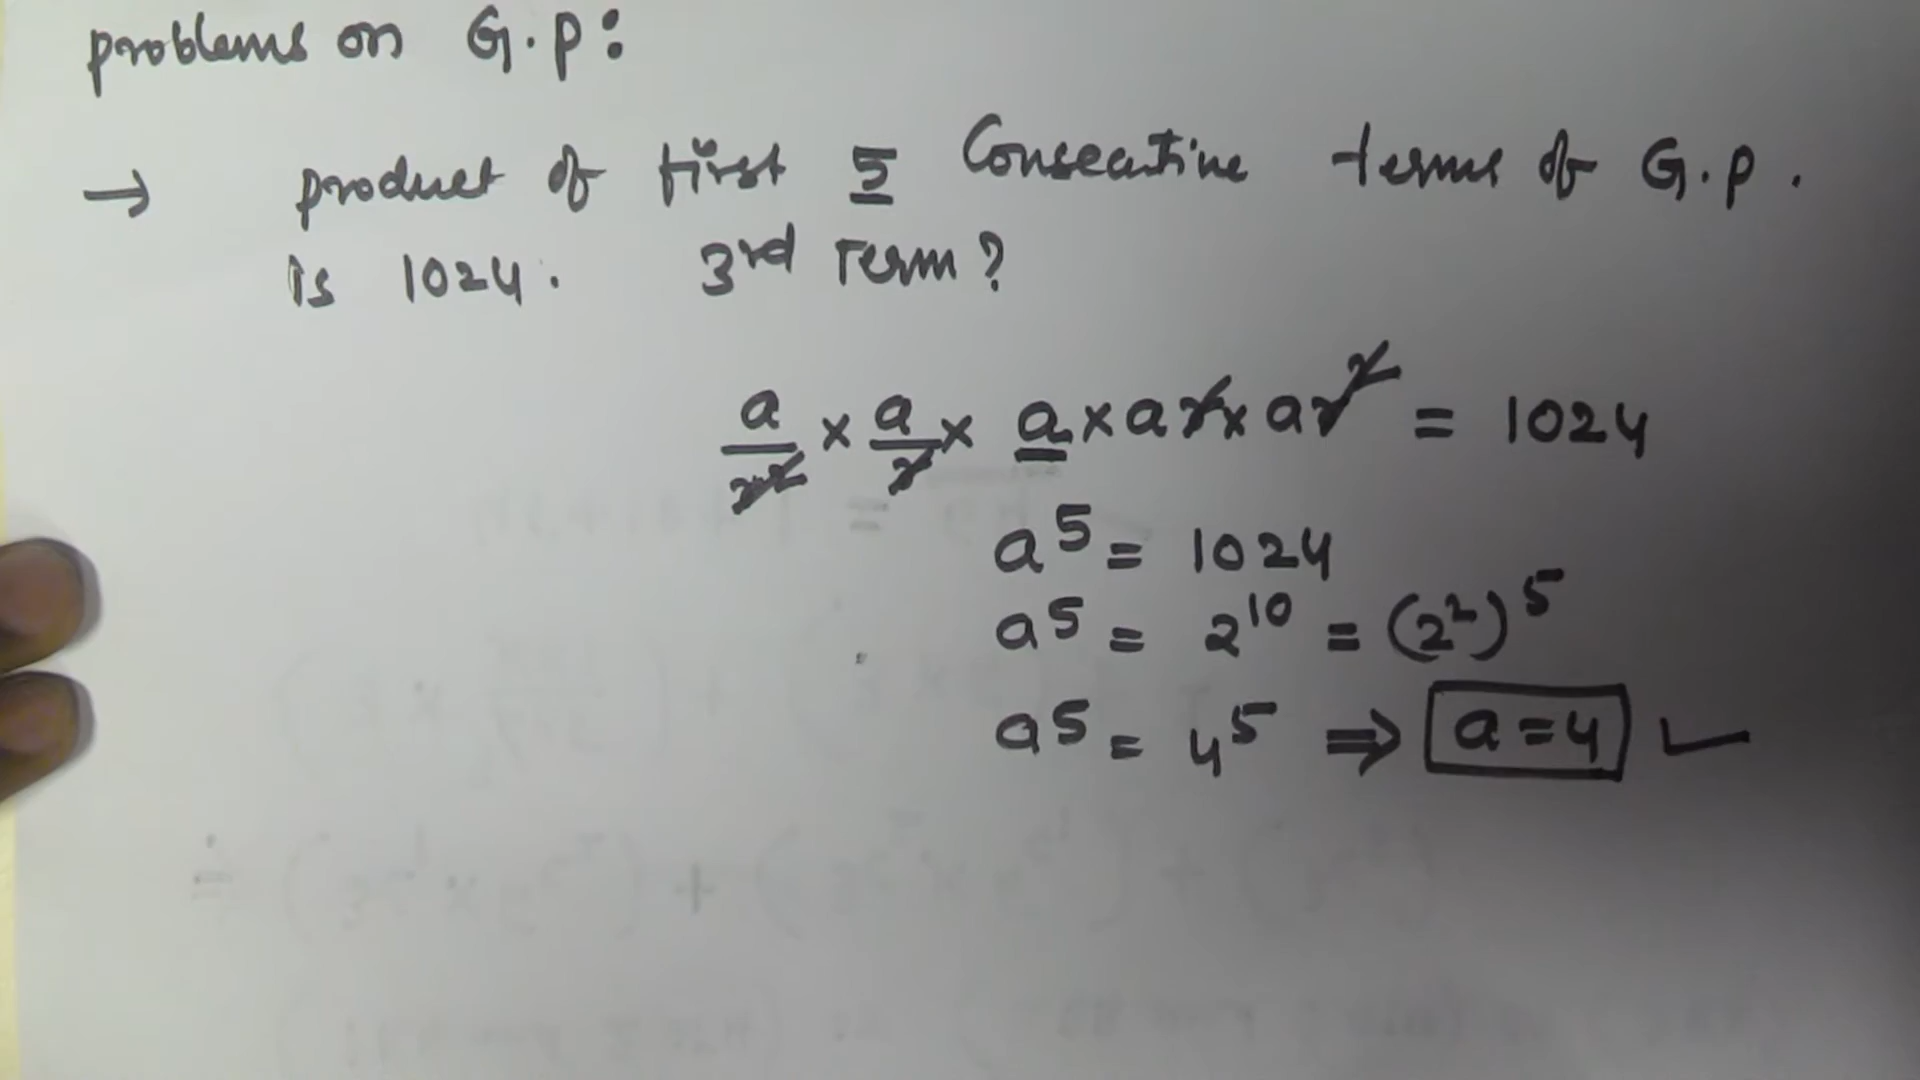 problems on G.P:
→ product of first 5 Consecutive terms of G.P.
is 1024. 3rd Term?
a/r² × a/r × a × ar × ar² = 1024
a⁵ = 1024
a⁵ = 2¹⁰ = (2²)⁵
a⁵ = 4⁵ ⇒ a = 4 ✓